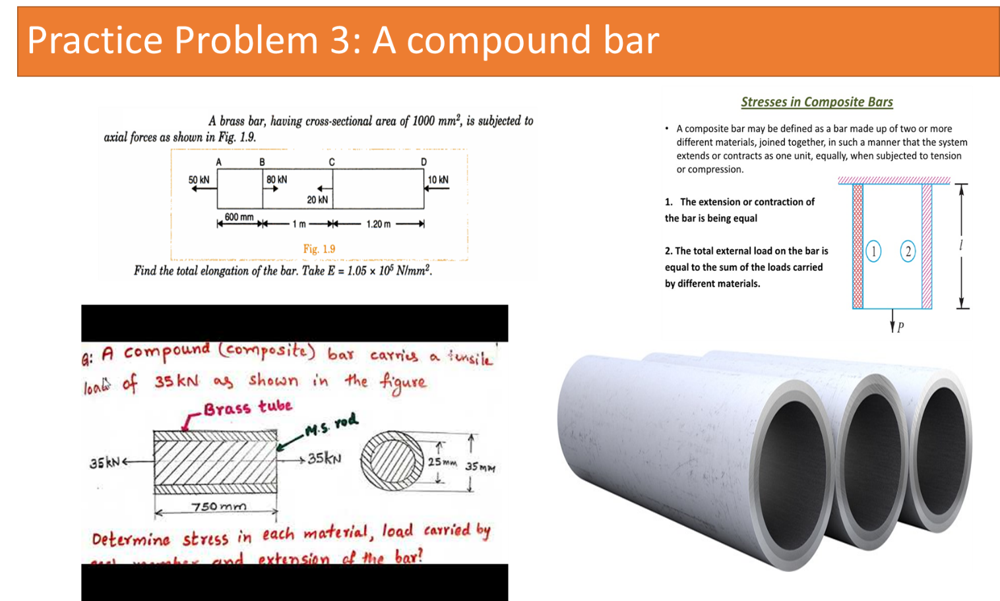 Practice Problem 3: A compound bar
A brass bar, having cross-sectional area of 1000 mm², is subjected to
axial forces as shown in Fig. 1.9.
A B C D
50 kN 80 kN 10 kN
20 kN
600 mm 1 m 1.20 m
Fig. 1.9
Find the total elongation of the bar. Take E = 1.05 × 10⁵ N/mm².
Stresses in Composite Bars
• A composite bar may be defined as a bar made up of two or more
different materials, joined together, in such a manner that the system
extends or contracts as one unit, equally, when subjected to tension
or compression.
1. The extension or contraction of
the bar is being equal
2. The total external load on the bar is
equal to the sum of the loads carried
by different materials.
1 2 l
P
Q: A compound (composite) bar carries a tensile
load of 35 kN as shown in the figure
Brass tube
M.S. rod
35 kN 35 kN 25 mm 35 mm
750 mm
Determine stress in each material, load carried by
and extension of the bar?